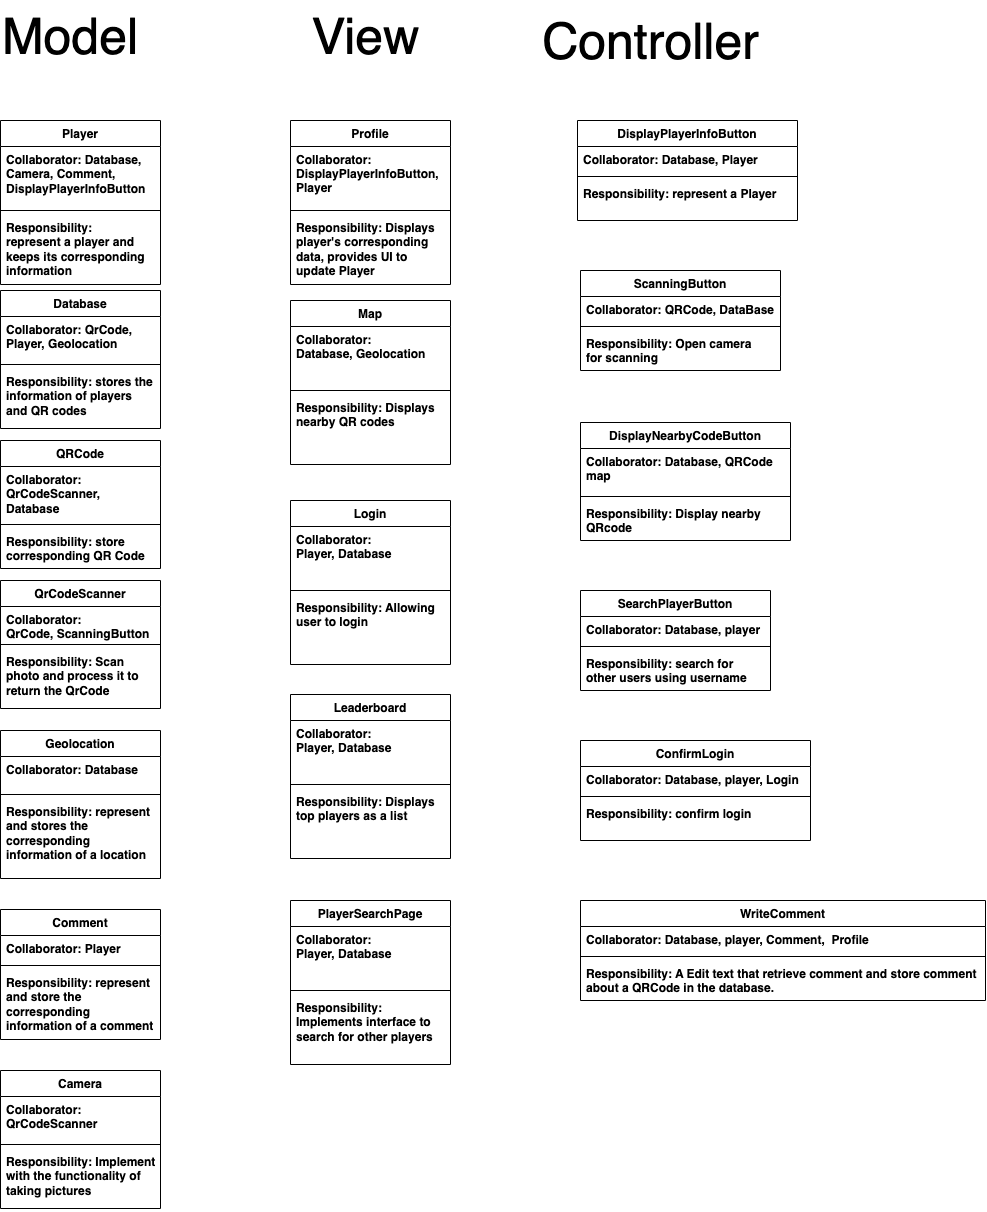 Model
View
Controller
Player
Collaborator: Database,
Camera, Comment,
DisplayPlayerInfoButton
Responsibility:
represent a player and
keeps its corresponding
information
Database
Collaborator: QrCode,
Player, Geolocation
Responsibility: stores the
information of players
and QR codes
QRCode
Collaborator:
QrCodeScanner,
Database
Responsibility: store
corresponding QR Code
QrCodeScanner
Collaborator:
QrCode, ScanningButton
Responsibility: Scan
photo and process it to
return the QrCode
Geolocation
Collaborator: Database
Responsibility: represent
and stores the
corresponding
information of a location
Comment
Collaborator: Player
Responsibility: represent
and store the
corresponding
information of a comment
Camera
Collaborator:
QrCodeScanner
Responsibility: Implement
with the functionality of
taking pictures
Profile
Collaborator:
DisplayPlayerInfoButton,
Player
Responsibility: Displays
player's corresponding
data, provides UI to
update Player
Map
Collaborator:
Database, Geolocation
Responsibility: Displays
nearby QR codes
Login
Collaborator:
Player, Database
Responsibility: Allowing
user to login
Leaderboard
Collaborator:
Player, Database
Responsibility: Displays
top players as a list
PlayerSearchPage
Collaborator:
Player, Database
Responsibility:
Implements interface to
search for other players
DisplayPlayerInfoButton
Collaborator: Database, Player
Responsibility: represent a Player
ScanningButton
Collaborator: QRCode, DataBase
Responsibility: Open camera
for scanning
DisplayNearbyCodeButton
Collaborator: Database, QRCode
map
Responsibility: Display nearby
QRcode
SearchPlayerButton
Collaborator: Database, player
Responsibility: search for
other users using username
ConfirmLogin
Collaborator: Database, player, Login
Responsibility: confirm login
WriteComment
Collaborator: Database, player, Comment,  Profile
Responsibility: A Edit text that retrieve comment and store comment
about a QRCode in the database.